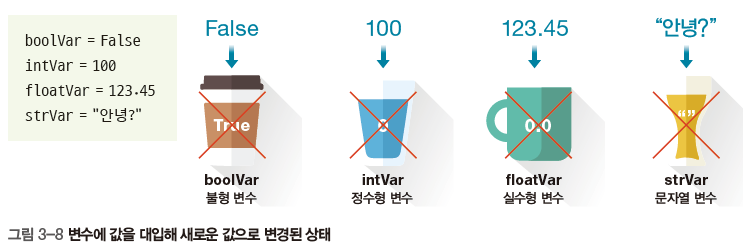 boolVar = False
intVar = 100
floatVar = 123.45
strVar = "안녕?"
False
100
123.45
“안녕?”
True
0
0.0
“”
boolVar
불형 변수
intVar
정수형 변수
floatVar
실수형 변수
strVar
문자열 변수
그림 3-8 변수에 값을 대입해 새로운 값으로 변경된 상태